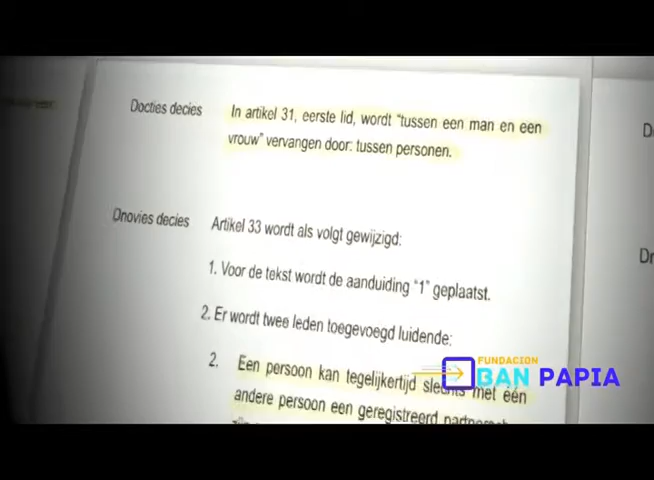 Docties decies
In artikel 31, eerste lid, wordt "tussen een man en een
vrouw" vervangen door: tussen personen.
Dnovies decies
Artikel 33 wordt als volgt gewijzigd:
1. Voor de tekst wordt de aanduiding "1" geplaatst.
2. Er wordt twee leden toegevoegd luidende:
2. Een persoon kan tegelijkertijd slechts met één
andere persoon een geregistreerd
FUNDACION
BAN PAPIA